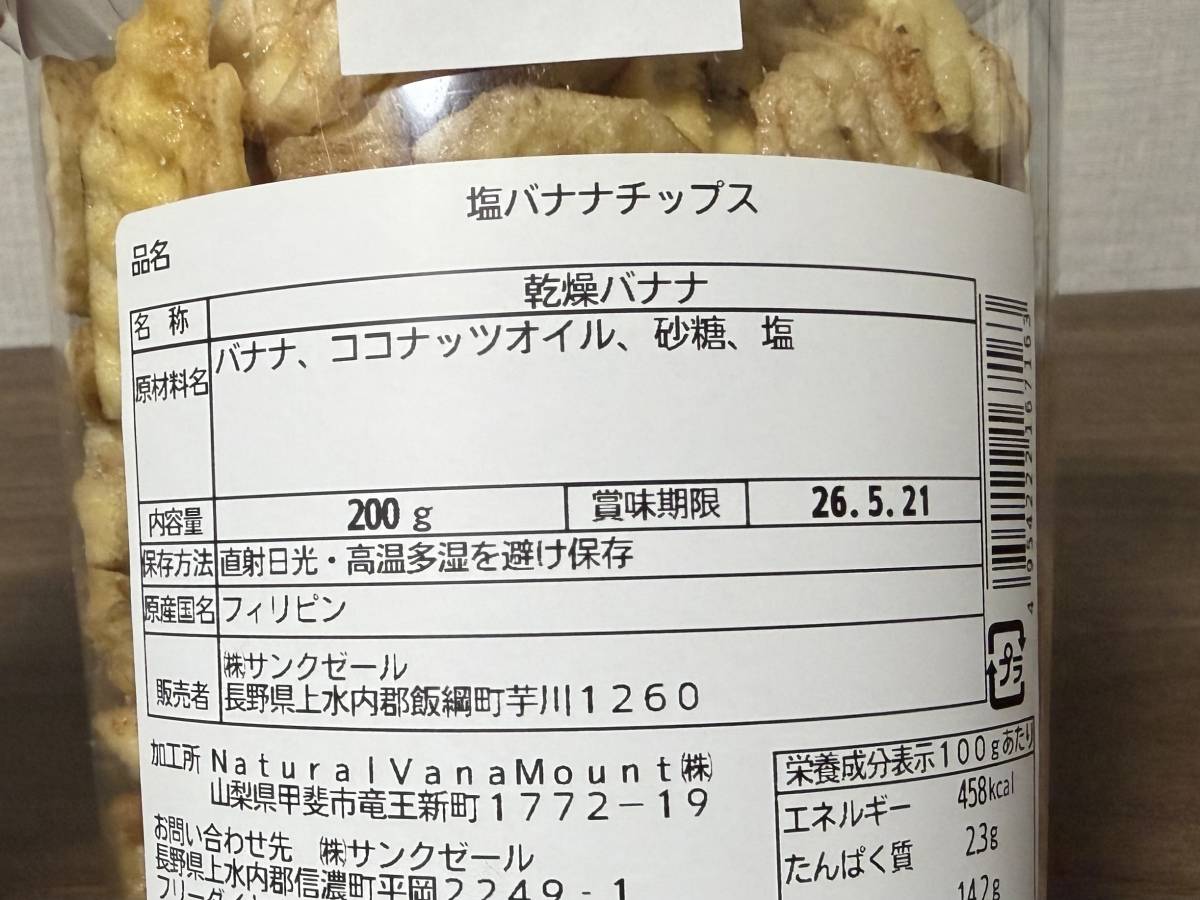 塩バナナチップス
品名
名称 乾燥バナナ
原材料名 バナナ、ココナッツオイル、砂糖、塩
内容量 200g 賞味期限 26.5.21
保存方法 直射日光・高温多湿を避け保存
原産国名 フィリピン
販売者 ㈱サンクゼール
長野県上水内郡飯綱町芋川1260
4954222167163
プラ
加工所 NaturalVanaMount㈱
山梨県甲斐市竜王新町1772-19
お問い合わせ先 ㈱サンクゼール
長野県上水内郡信濃町平岡2249-1
栄養成分表示100gあたり
エネルギー 458kcal
たんぱく質 2.3g
14.2g